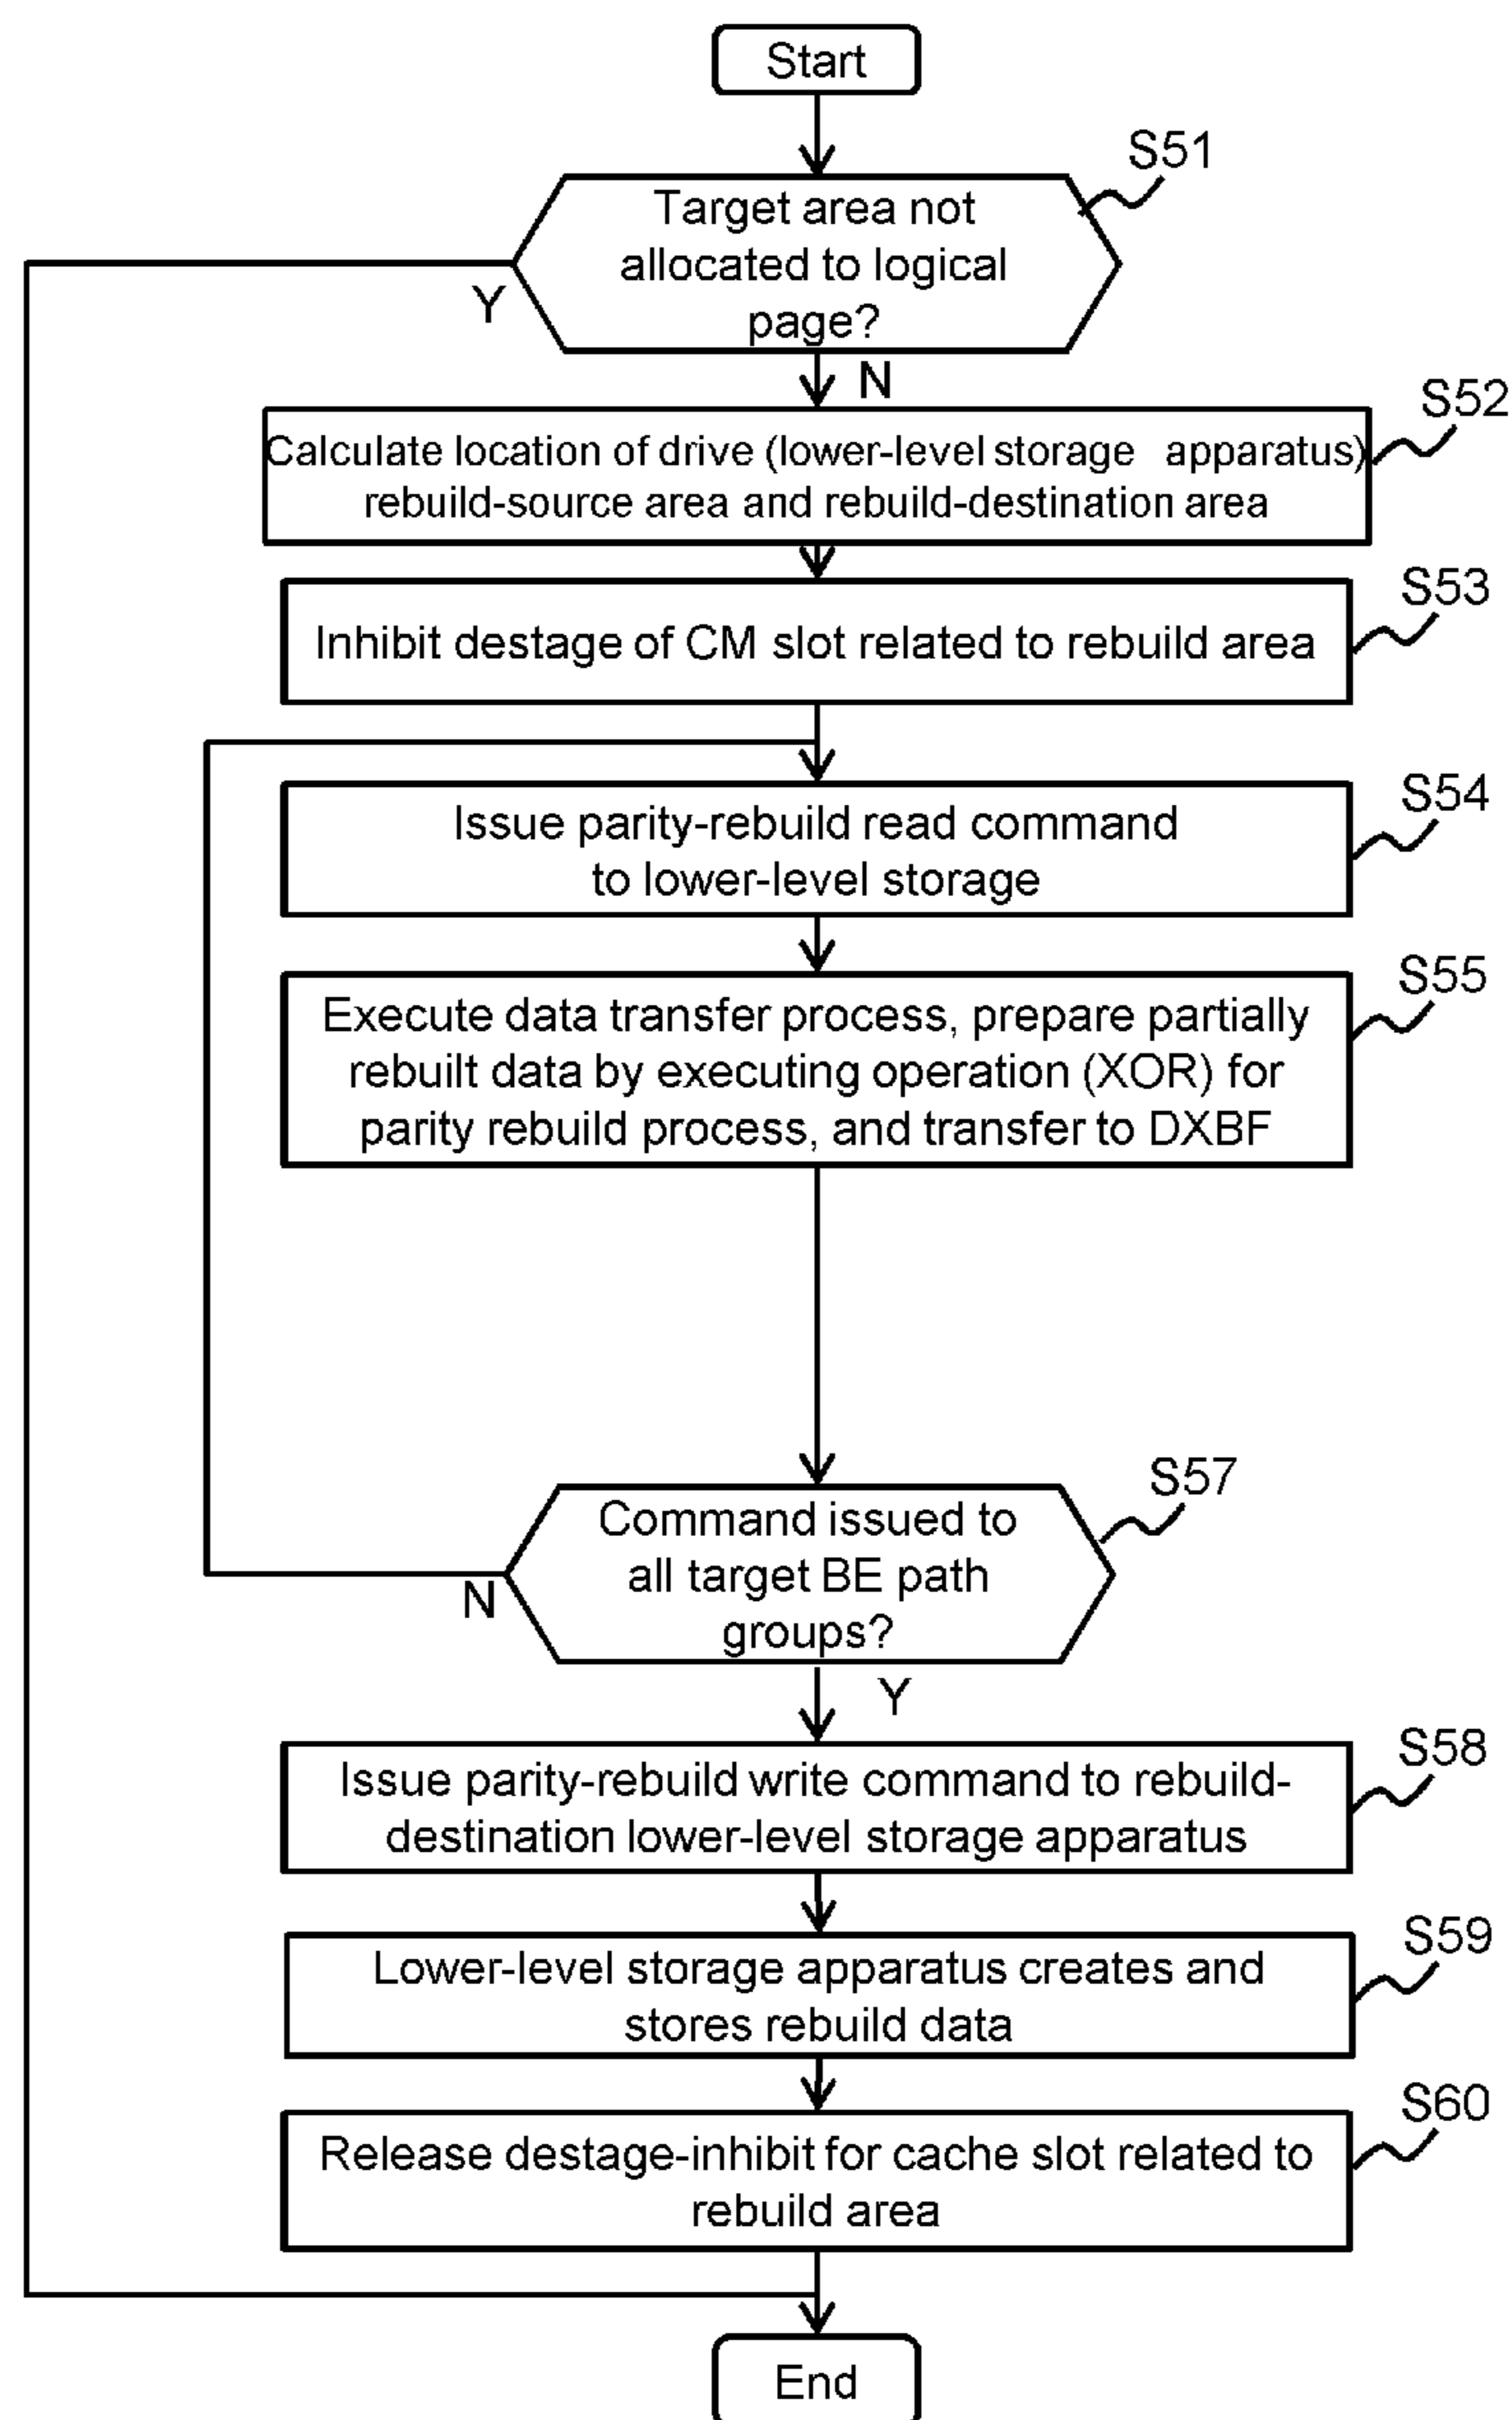 Start
S51
Target area not
allocated to logical
page?
Y
N
S52
Calculate location of drive (lower-level storage apparatus)
rebuild-source area and rebuild-destination area
S53
Inhibit destage of CM slot related to rebuild area
S54
Issue parity-rebuild read command
to lower-level storage
S55
Execute data transfer process, prepare partially
rebuilt data by executing operation (XOR) for
parity rebuild process, and transfer to DXBF
S57
Command issued to
all target BE path
groups?
N
Y
S58
Issue parity-rebuild write command to rebuild-
destination lower-level storage apparatus
S59
Lower-level storage apparatus creates and
stores rebuild data
S60
Release destage-inhibit for cache slot related to
rebuild area
End